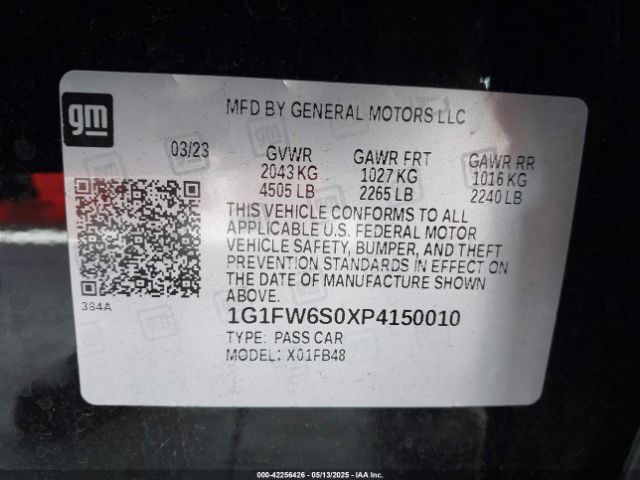 gm
MFD BY GENERAL MOTORS LLC
03/23 GVWR GAWR FRT GAWR RR
2043 KG 1027 KG 1016 KG
4505 LB 2265 LB 2240 LB
THIS VEHICLE CONFORMS TO ALL
APPLICABLE U.S. FEDERAL MOTOR
VEHICLE SAFETY, BUMPER, AND THEFT
PREVENTION STANDARDS IN EFFECT ON
THE DATE OF MANUFACTURE SHOWN
ABOVE.
384A
1G1FW6S0XP4150010
TYPE: PASS CAR
MODEL: X01FB48
000-42256426 - 05/13/2025 - IAA Inc.